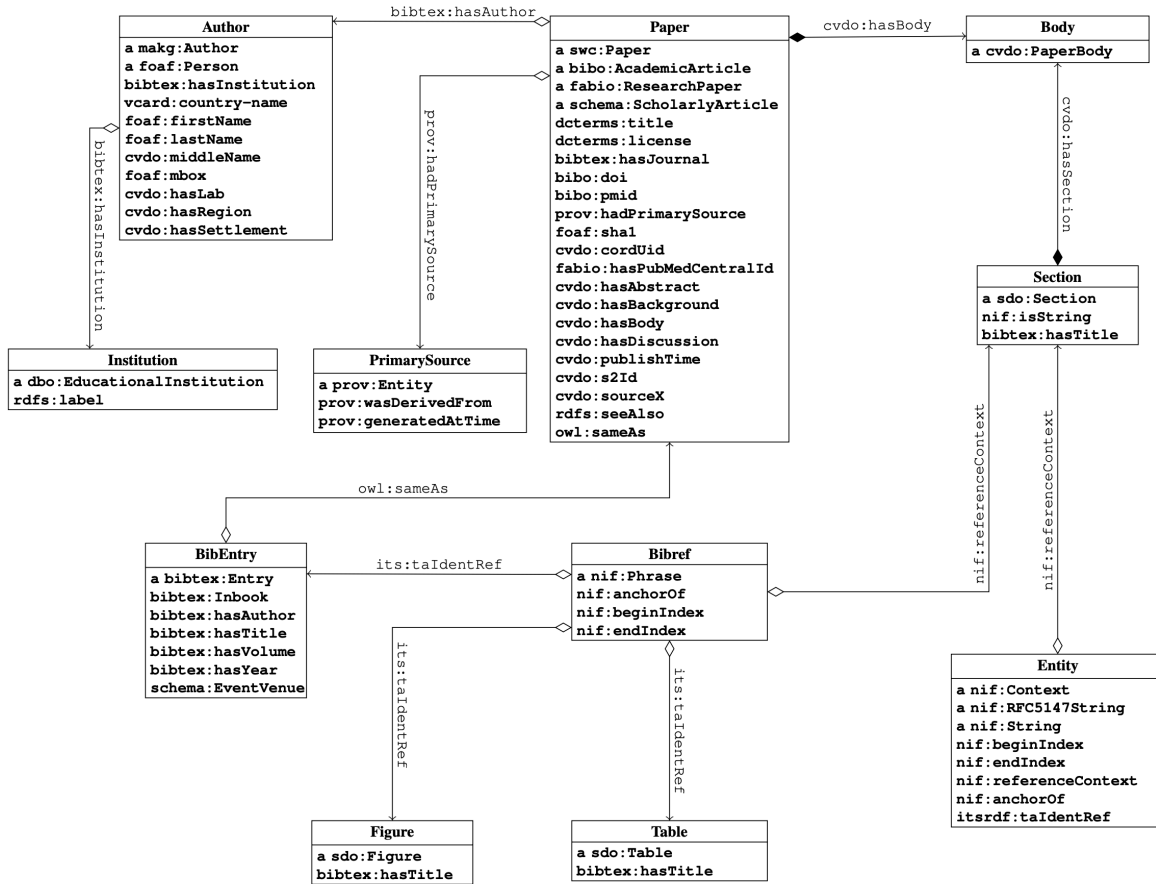 bibtex:hasAuthor
Author
a makg:Author
a foaf:Person
bibtex:hasInstitution
vcard:country-name
foaf:firstName
foaf:lastName
cvdo:middleName
foaf:mbox
cvdo:hasLab
cvdo:hasRegion
cvdo:hasSettlement
Paper
a swc:Paper
a bibo:AcademicArticle
a fabio:ResearchPaper
a schema:ScholarlyArticle
dcterms:title
dcterms:license
bibtex:hasJournal
bibo:doi
bibo:pmid
prov:hadPrimarySource
foaf:sha1
cvdo:cordUid
fabio:hasPubMedCentralId
cvdo:hasAbstract
cvdo:hasBackground
cvdo:hasBody
cvdo:hasDiscussion
cvdo:publishTime
cvdo:s2Id
cvdo:sourceX
rdfs:seeAlso
owl:sameAs
cvdo:hasBody
Body
a cvdo:PaperBody
cvdo:hasSection
bibtex:hasInstitution
prov:hadPrimarySource
Section
a sdo:Section
nif:isString
bibtex:hasTitle
Institution
a dbo:EducationalInstitution
rdfs:label
PrimarySource
a prov:Entity
prov:wasDerivedFrom
prov:generatedAtTime
nif:referenceContext
nif:referenceContext
owl:sameAs
BibEntry
a bibtex:Entry
bibtex:Inbook
bibtex:hasAuthor
bibtex:hasTitle
bibtex:hasVolume
bibtex:hasYear
schema:EventVenue
its:taIdentRef
Bibref
a nif:Phrase
nif:anchorOf
nif:beginIndex
nif:endIndex
its:taIdentRef
its:taIdentRef
Entity
a nif:Context
a nif:RFC5147String
a nif:String
nif:beginIndex
nif:endIndex
nif:referenceContext
nif:anchorOf
itsrdf:taIdentRef
Figure
a sdo:Figure
bibtex:hasTitle
Table
a sdo:Table
bibtex:hasTitle